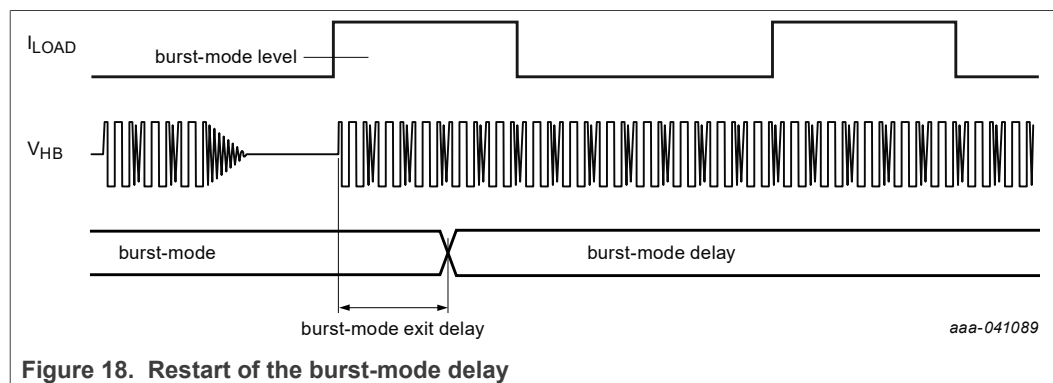 I_LOAD
burst-mode level
V_HB
burst-mode
burst-mode delay
burst-mode exit delay
aaa-041089
Figure 18. Restart of the burst-mode delay